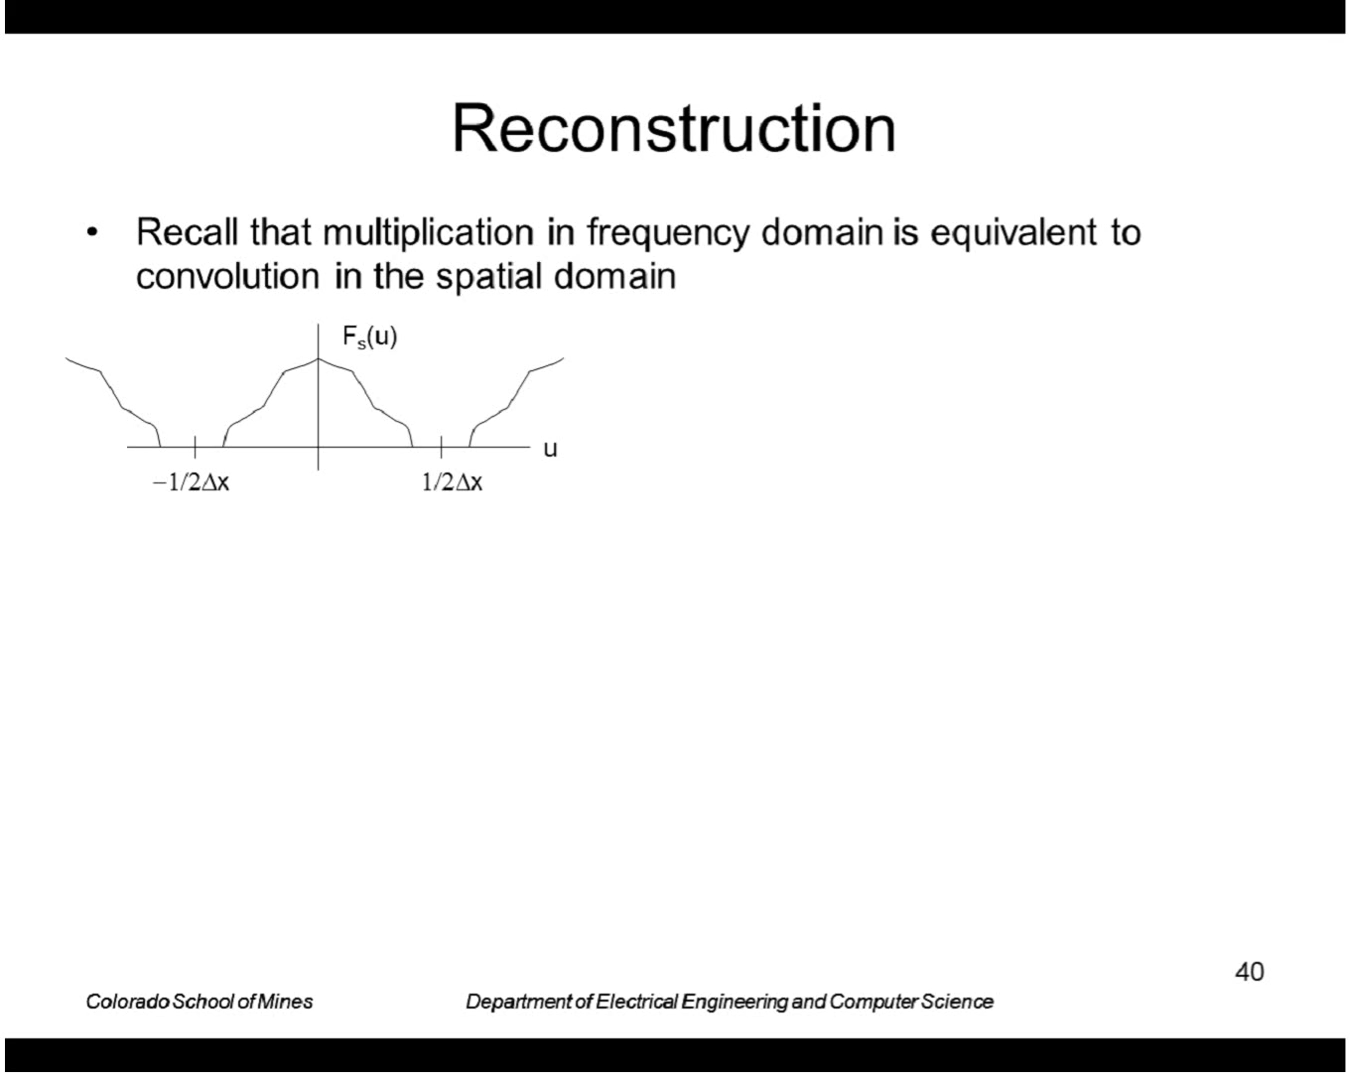 Reconstruction
• Recall that multiplication in frequency domain is equivalent to
convolution in the spatial domain
Fs(u)
u
−1/2Δx
1/2Δx
40
Colorado School of Mines
Department of Electrical Engineering and Computer Science